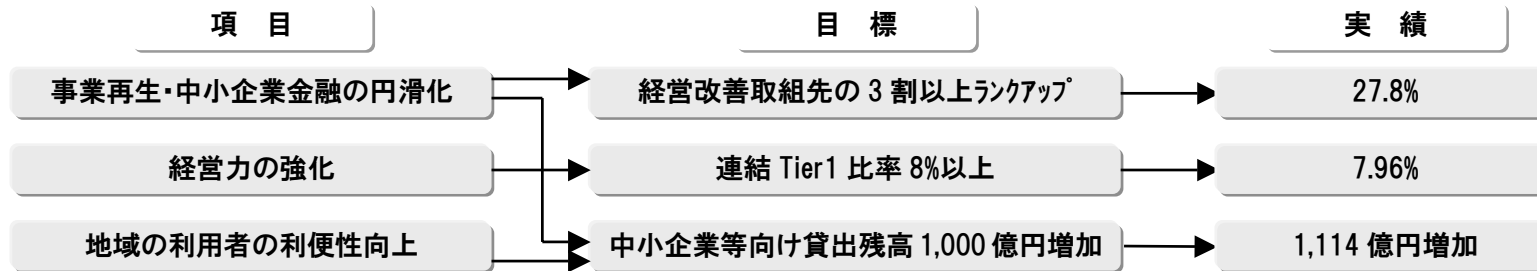 項 目
目 標
実 績
事業再生・中小企業金融の円滑化
経営改善取組先の 3 割以上ﾗﾝｸｱｯﾌﾟ
27.8%
経営力の強化
連結 Tier1 比率 8%以上
7.96%
地域の利用者の利便性向上
中小企業等向け貸出残高 1,000 億円増加
1,114 億円増加